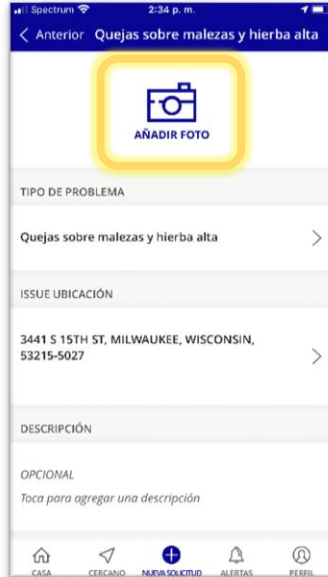 Spectrum 2:34 p. m.
Anterior Quejas sobre malezas y hierba alta
AÑADIR FOTO
TIPO DE PROBLEMA
Quejas sobre malezas y hierba alta
ISSUE UBICACIÓN
3441 S 15TH ST, MILWAUKEE, WISCONSIN,
53215-5027
DESCRIPCIÓN
OPCIONAL
Toca para agregar una descripción
CASA CERCANO NUEVA SOLICITUD ALERTAS PERFIL